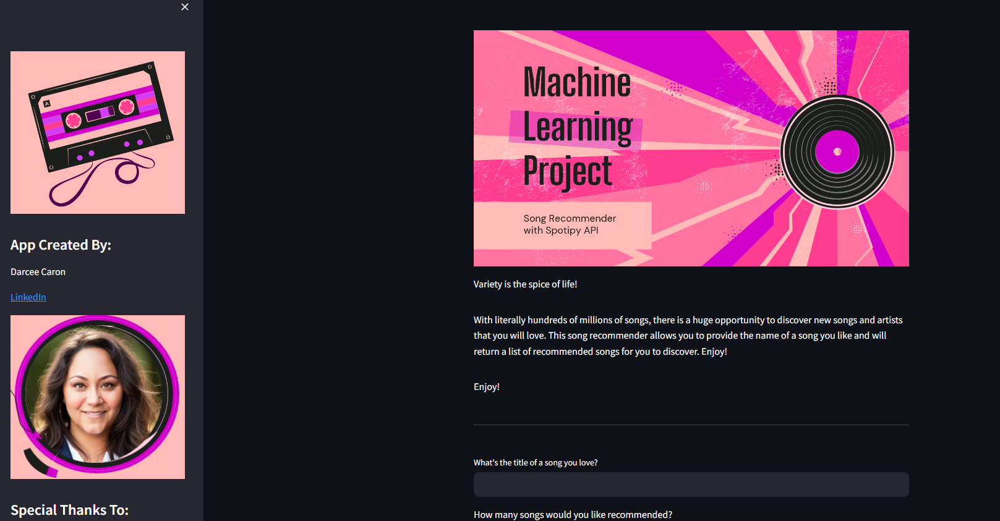 A
App Created By:
Darcee Caron
LinkedIn
Special Thanks To:
Machine
Learning
Project
Song Recommender
with Spotipy API
Variety is the spice of life!
With literally hundreds of millions of songs, there is a huge opportunity to discover new songs and artists
that you will love. This song recommender allows you to provide the name of a song you like and will
return a list of recommended songs for you to discover. Enjoy!
Enjoy!
What's the title of a song you love?
How many songs would you like recommended?